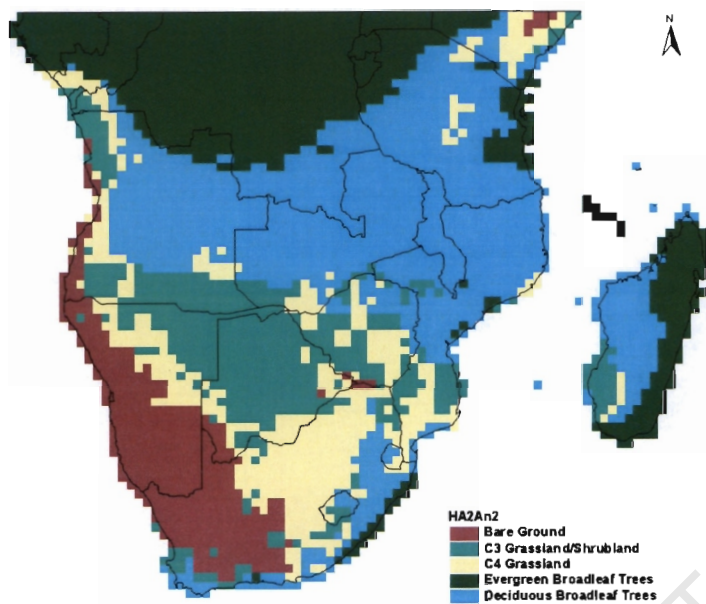 N
HA2An2
Bare Ground
C3 Grassland/Shrubland
C4 Grassland
Evergreen Broadleaf Trees
Deciduous Broadleaf Trees